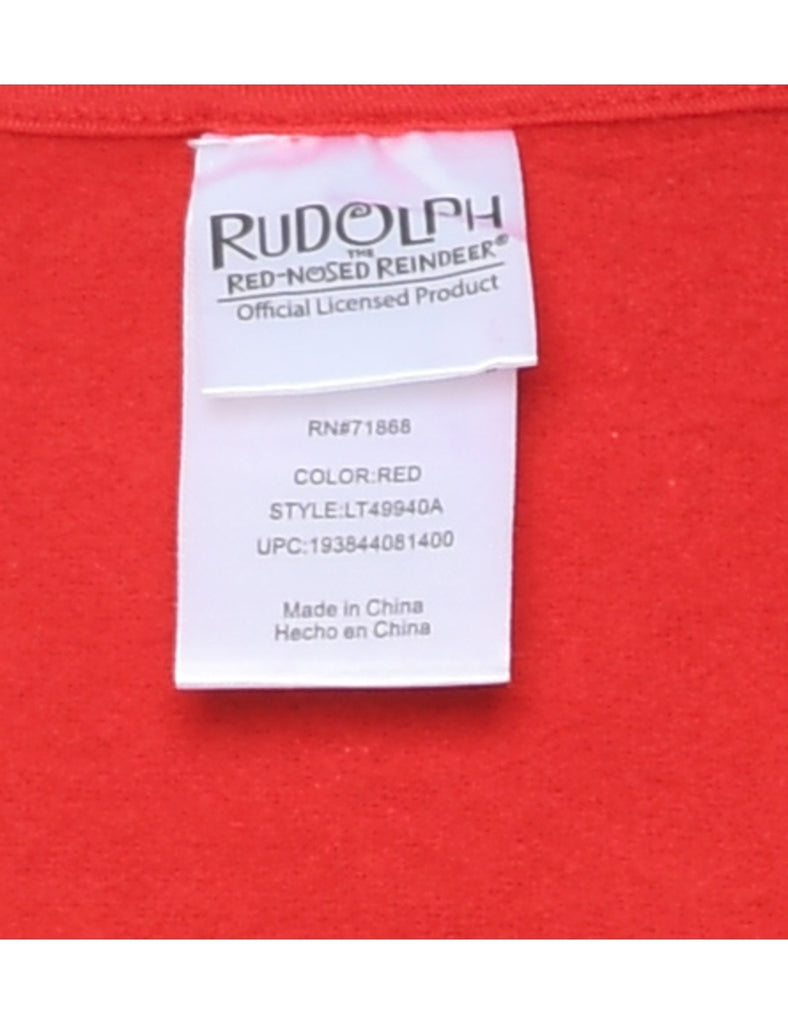 RUDOLPH
THE
RED-NOSED REINDEER®
Official Licensed Product
RN#71868
COLOR:RED
STYLE:LT49940A
UPC:193844081400
Made in China
Hecho en China